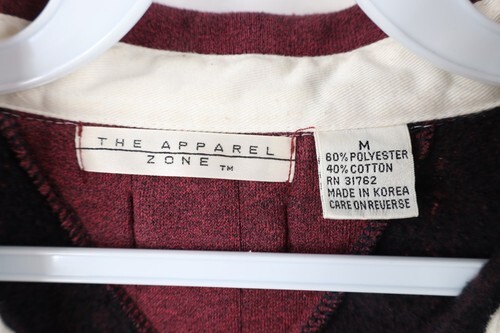 THE APPAREL
ZONE TM
M
60% POLYESTER
40% COTTON
RN 31762
MADE IN KOREA
CARE ON REVERSE